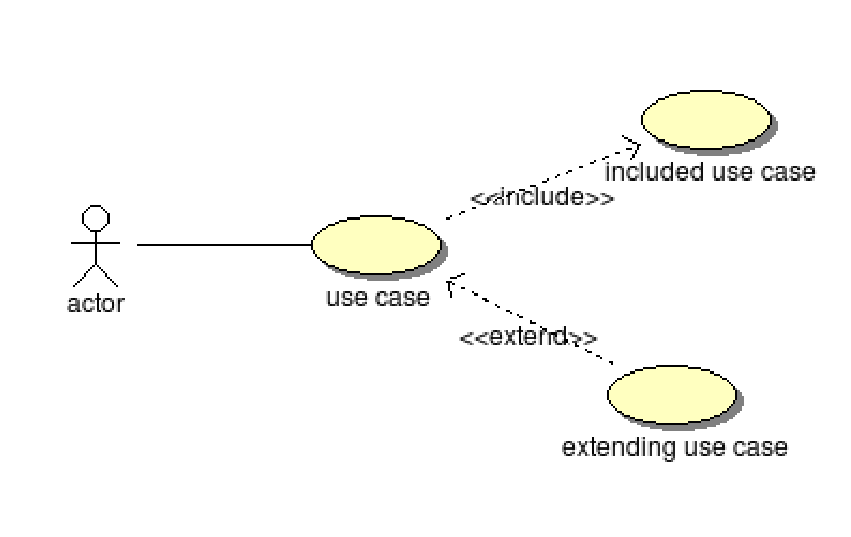 included use case
<<include>>
actor
use case
<<extend>>
extending use case